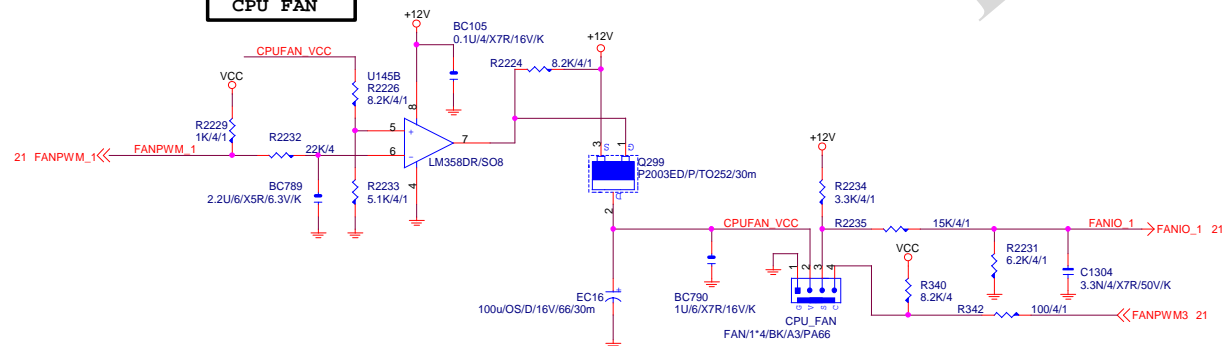 CPU FAN
+12V
BC105
0.1U/4/X7R/16V/K
+12V
CPUFAN_VCC
R2224
8.2K/4/1
VCC
U145B
R2226
8.2K/4/1
8
R2229
1K/4/1
R2232
5
+
7
3
S
G
1
+12V
21 FANPWM_1
FANPWM_1
22K/4
6
-
LM358DR/SO8
Q299
P2003ED/P/TO252/30m
BC789
2.2U/6/X5R/6.3V/K
R2233
5.1K/4/1
4
D
2
R2234
3.3K/4/1
CPUFAN_VCC
R2235
15K/4/1
FANIO_1
FANIO_1 21
VCC
R2231
6.2K/4/1
1
2
3
4
C1304
3.3N/4/X7R/50V/K
R340
8.2K/4
EC16
+
100u/OS/D/16V/66/30m
BC790
1U/6/X7R/16V/K
G
V
S
C
R342
100/4/1
FANPWM3 21
CPU_FAN
FAN/1*4/BK/A3/PA66